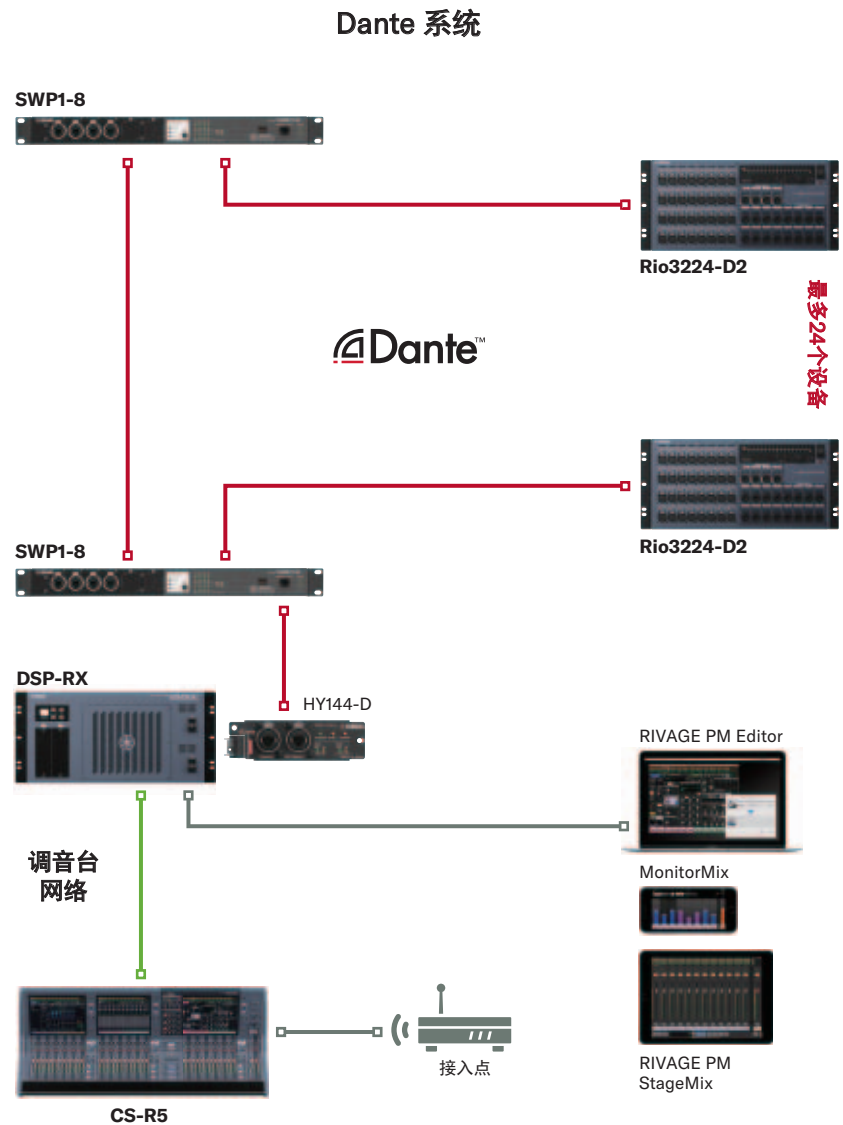 Dante 系统
SWP1-8
Rio3224-D2
最多24个设备
Dante™
SWP1-8
Rio3224-D2
DSP-RX
HY144-D
RIVAGE PM Editor
MonitorMix
调音台
网络
接入点
RIVAGE PM
StageMix
CS-R5